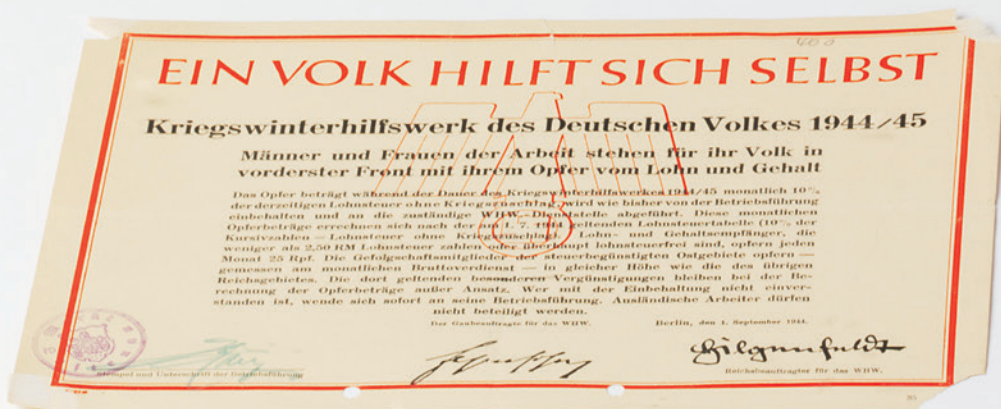 400
EIN VOLK HILFT SICH SELBST
Kriegswinterhilfswerk des Deutschen Volkes 1944/45
Männer und Frauen der Arbeit stehen für ihr Volk in
vorderster Front mit ihrem Opfer vom Lohn und Gehalt
Das Opfer beträgt während der Dauer des Kriegswinterhilfswerkes 1944/45 monatlich 10%
der derzeitigen Lohnsteuer ohne Kriegszuschlag, wird wie bisher von der Betriebsführung
einbehalten und an die zuständige WHW.-Dienststelle abgeführt. Diese monatlichen
Opferbeträge errechnen sich nach der am 1. 7. 1944 geltenden Lohnsteuertabelle (10% der
Kursivzahlen — Lohnsteuer ohne Kriegszuschlag). Lohn- und Gehaltsempfänger, die
weniger als 2,50 RM Lohnsteuer zahlen oder überhaupt lohnsteuerfrei sind, opfern jeden
Monat 25 Rpf. Die Gefolgschaftsmitglieder der steuerbegünstigten Ostgebiete opfern —
gemessen am monatlichen Bruttoverdienst — in gleicher Höhe wie die des übrigen
Reichsgebietes. Die dort geltenden besonderen Vergünstigungen bleiben bei der Be-
rechnung der Opferbeträge außer Ansatz. Wer mit der Einbehaltung nicht einver-
standen ist, wende sich sofort an seine Betriebsführung. Ausländische Arbeiter dürfen
nicht beteiligt werden.
Der Gaubeauftragte für das WHW. Berlin, den 1. September 1944.
Hilgenfeldt
Stempel und Unterschrift der Betriebsführung Reichsbeauftragter für das WHW.